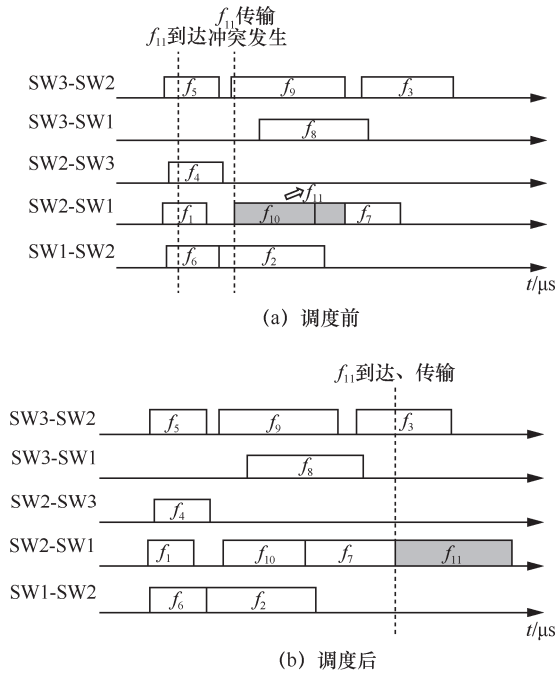 f11传输
f11到达冲突发生
SW3-SW2 f5 f9 f3
SW3-SW1 f8
SW2-SW3 f4
f11
SW2-SW1 f1 f10 f7
SW1-SW2 f6 f2
t/μs
(a) 调度前
f11到达、传输
SW3-SW2 f5 f9 f3
SW3-SW1 f8
SW2-SW3 f4
SW2-SW1 f1 f10 f7 f11
SW1-SW2 f6 f2
t/μs
(b) 调度后